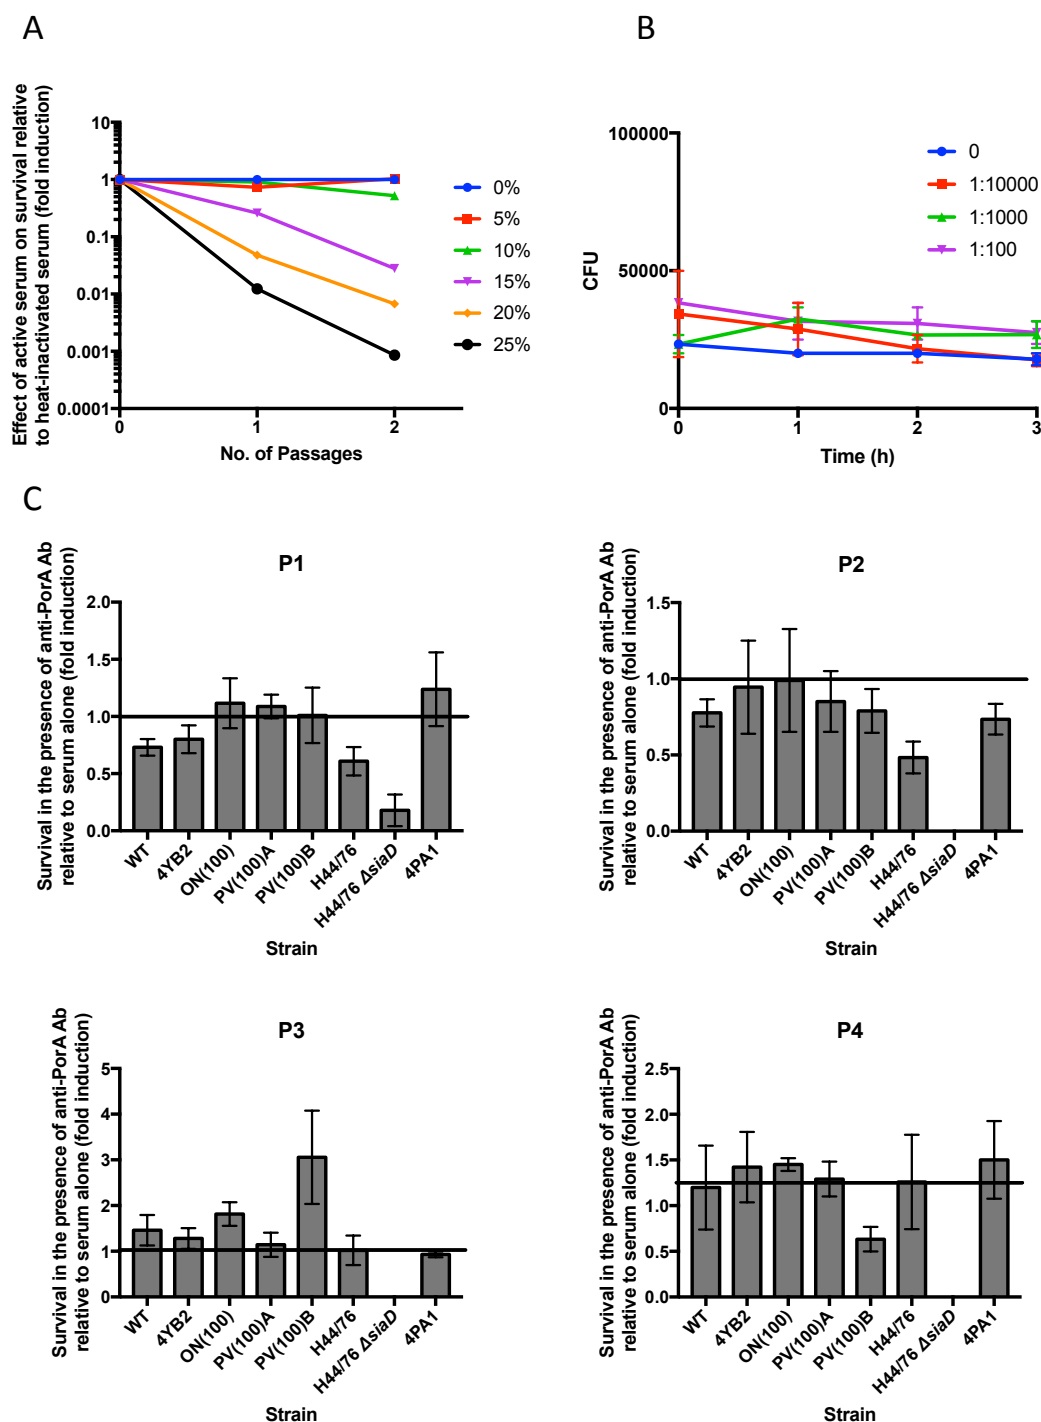 A
Effect of active serum on survival relative
to heat-inactivated serum (fold induction)
10
1
0.1
0.01
0.001
0.0001
0
1
2
No. of Passages
0%
5%
10%
15%
20%
25%
B
CFU
100000
50000
0
0
1
2
3
Time (h)
0
1:10000
1:1000
1:100
C
P1
Survival in the presence of anti-PorA Ab
relative to serum alone (fold induction)
2.0
1.5
1.0
0.5
0.0
WT
4YB2
ON(100)
PV(100)A
PV(100)B
H44/76
H44/76 ΔsiaD
4PA1
Strain
P2
Survival in the presence of anti-PorA Ab
relative to serum alone (fold induction)
1.5
1.0
0.5
0.0
WT
4YB2
ON(100)
PV(100)A
PV(100)B
H44/76
H44/76 ΔsiaD
4PA1
Strain
P3
Survival in the presence of anti-PorA Ab
relative to serum alone (fold induction)
5
4
3
2
1
0
WT
4YB2
ON(100)
PV(100)A
PV(100)B
H44/76
H44/76 ΔsiaD
4PA1
Strain
P4
Survival in the presence of anti-PorA Ab
relative to serum alone (fold induction)
2.5
2.0
1.5
1.0
0.5
0.0
WT
4YB2
ON(100)
PV(100)A
PV(100)B
H44/76
H44/76 ΔsiaD
4PA1
Strain